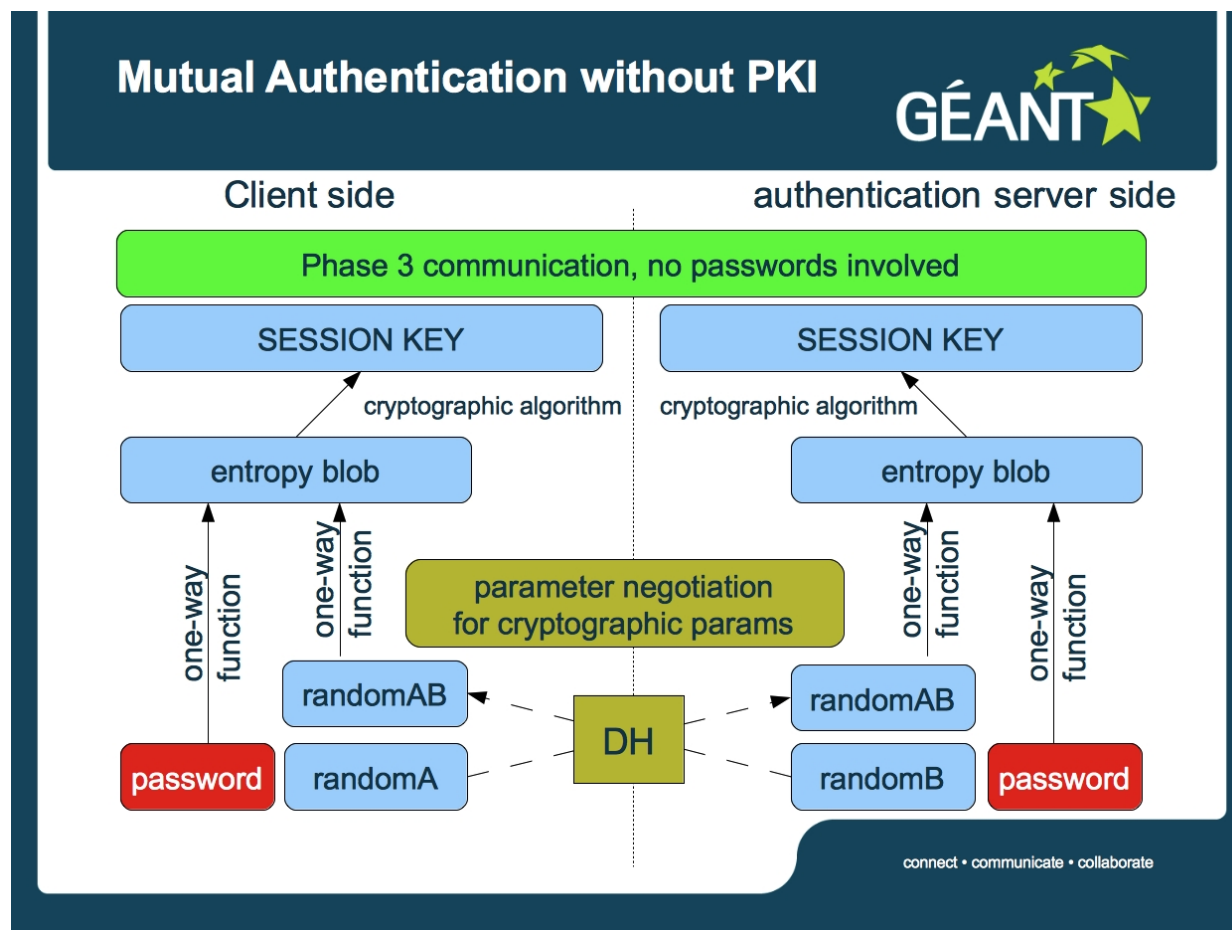 Mutual Authentication without PKI
GÉANT
Client side
authentication server side
Phase 3 communication, no passwords involved
SESSION KEY
SESSION KEY
cryptographic algorithm
cryptographic algorithm
entropy blob
entropy blob
one-way
function
one-way
function
parameter negotiation
for cryptographic params
one-way
function
one-way
function
randomAB
DH
randomAB
password
randomA
randomB
password
connect • communicate • collaborate